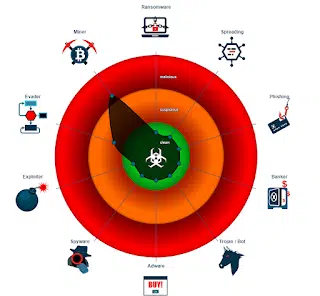 Ransomware
Miner
Spreading
malicious
Evader
suspicious
Phishing
clean
Exploiter
Banker
Spyware
Trojan / Bot
Adware
BUY!